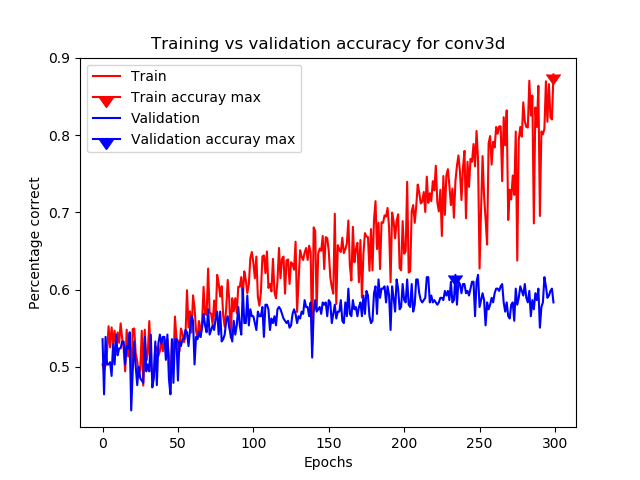 Training vs validation accuracy for conv3d
Train
Train accuray max
Validation
Validation accuray max
Percentage correct
0.9
0.8
0.7
0.6
0.5
0 50 100 150 200 250 300
Epochs